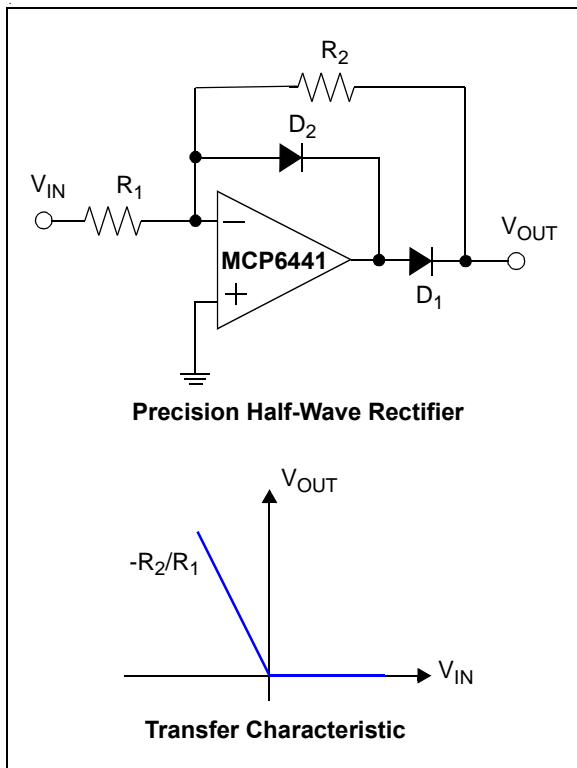 R2
D2
VIN
R1
VOUT
−
MCP6441
+
D1
Precision Half-Wave Rectifier
VOUT
-R2/R1
VIN
Transfer Characteristic